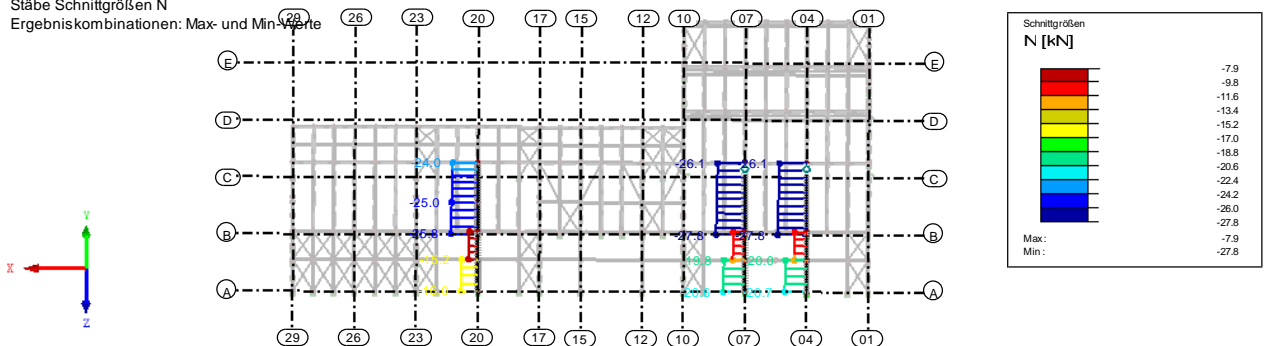 Stäbe Schnittgrößen N
Ergebniskombinationen: Max- und Min-Werte
29 26 23 20 17 15 12 10 07 04 01
E E
D D
-24.0 -26.1 -26.1
C C
-25.0
-25.8 -27.8 -27.8
B B
-15.2 -19.8 -20.0
-20.7
A A
29 26 23 20 17 15 12 10 07 04 01
X
Y
Z
Schnittgrößen
N [kN]
-7.9
-9.8
-11.6
-13.4
-15.2
-17.0
-18.8
-20.6
-22.4
-24.2
-26.0
-27.8
Max: -7.9
Min: -27.8